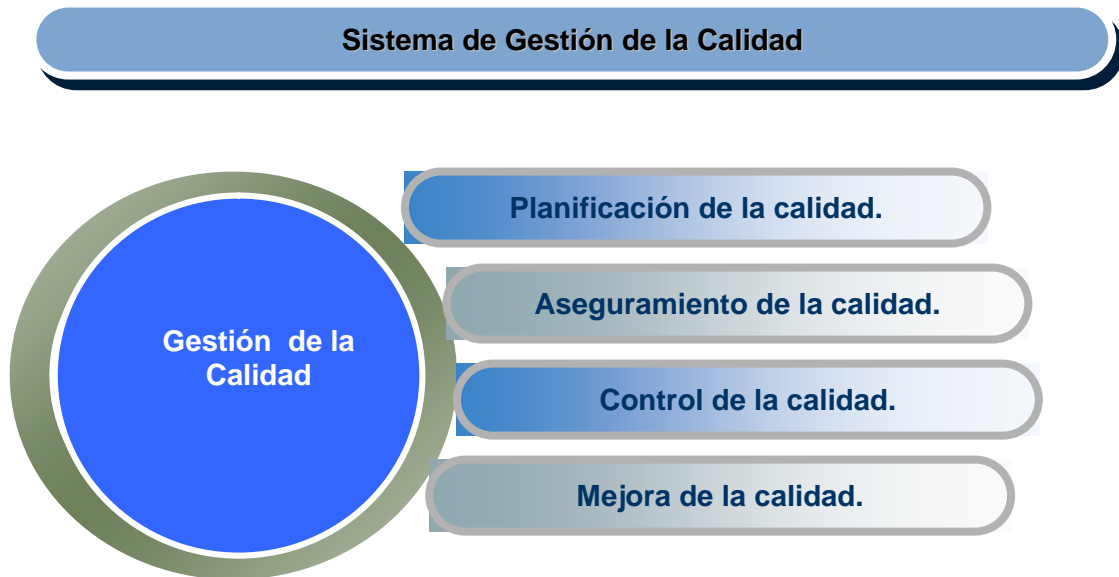 Sistema de Gestión de la Calidad
Planificación de la calidad.
Aseguramiento de la calidad.
Gestión de la
Calidad
Control de la calidad.
Mejora de la calidad.